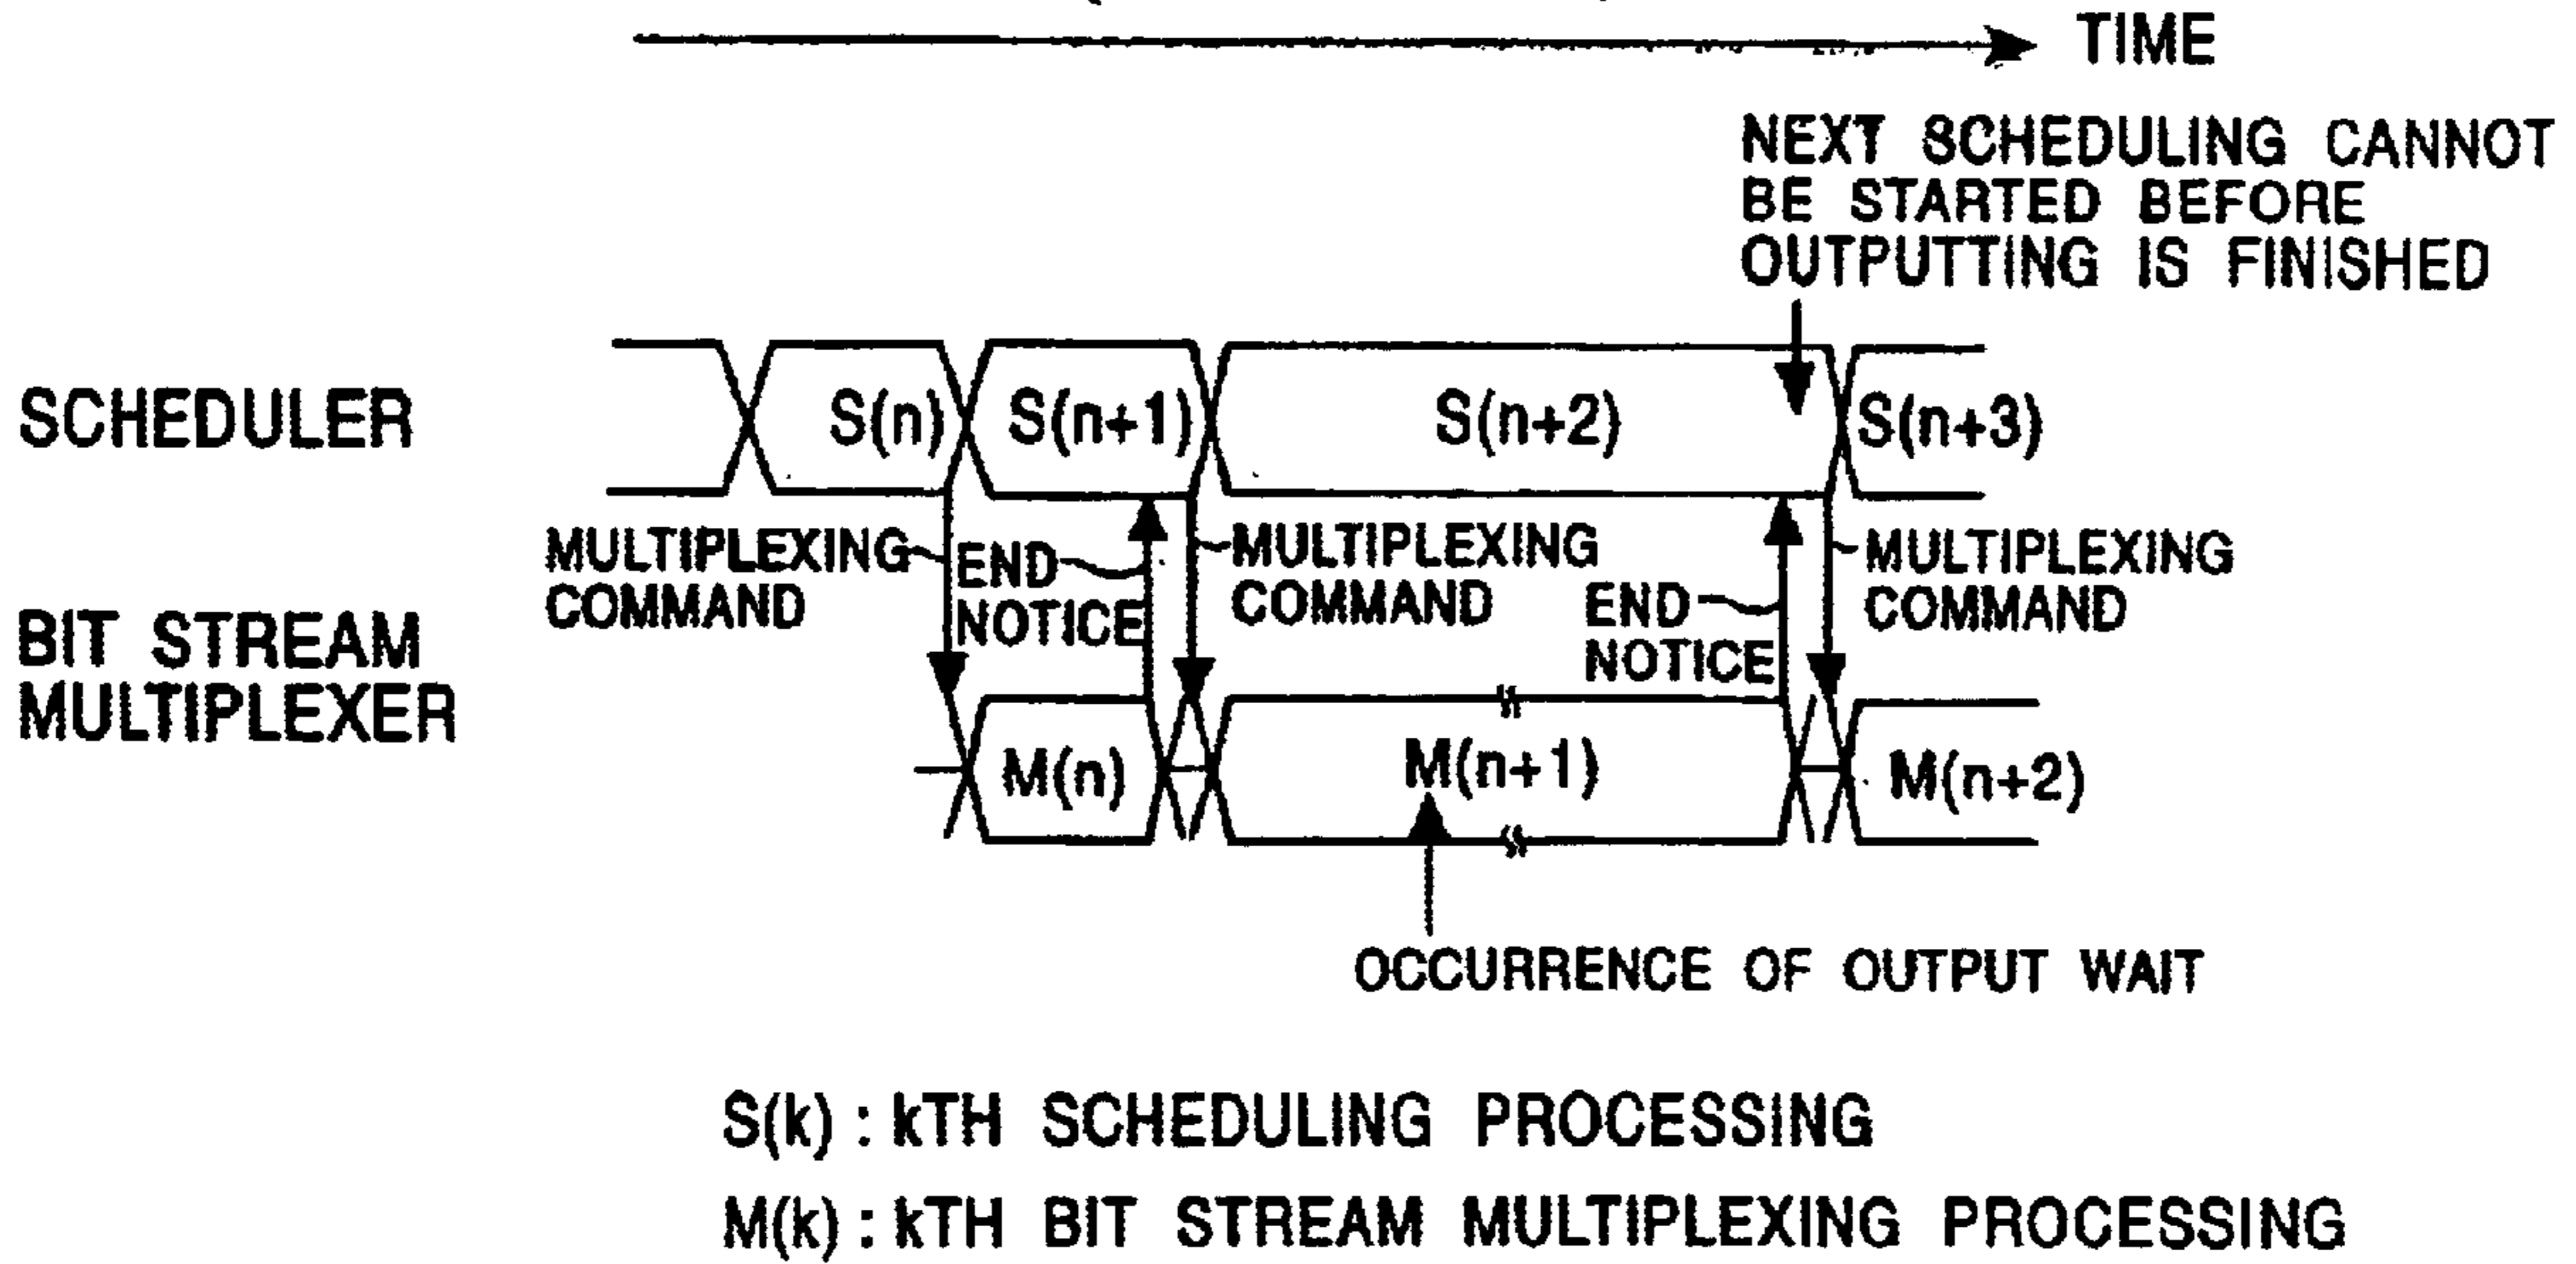 TIME
NEXT SCHEDULING CANNOT
BE STARTED BEFORE
OUTPUTTING IS FINISHED
SCHEDULER
S(n)
S(n+1)
S(n+2)
S(n+3)
MULTIPLEXING
COMMAND
END
NOTICE
MULTIPLEXING
COMMAND
END
NOTICE
MULTIPLEXING
COMMAND
BIT STREAM
MULTIPLEXER
M(n)
M(n+1)
M(n+2)
OCCURRENCE OF OUTPUT WAIT
S(k) : kTH SCHEDULING PROCESSING
M(k) : kTH BIT STREAM MULTIPLEXING PROCESSING